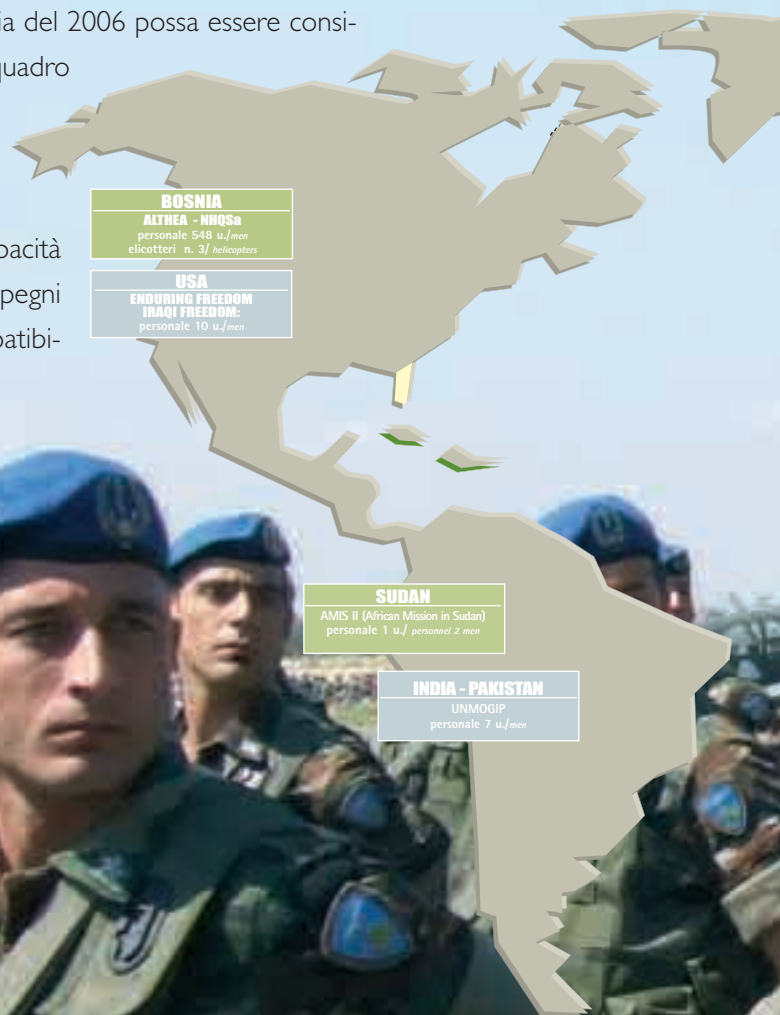 ia del 2006 possa essere consi-
quadro
pacità
pegni
patibi-
BOSNIA
ALTHEA - NHQSa
personale 548 u./men
elicotteri n. 3/ helicopters
USA
ENDURING FREEDOM
IRAQI FREEDOM:
personale 10 u./men
SUDAN
AMIS II (African Mission in Sudan)
personale 1 u./ personnel 2 men
INDIA - PAKISTAN
UNMOGIP
personale 7 u./men